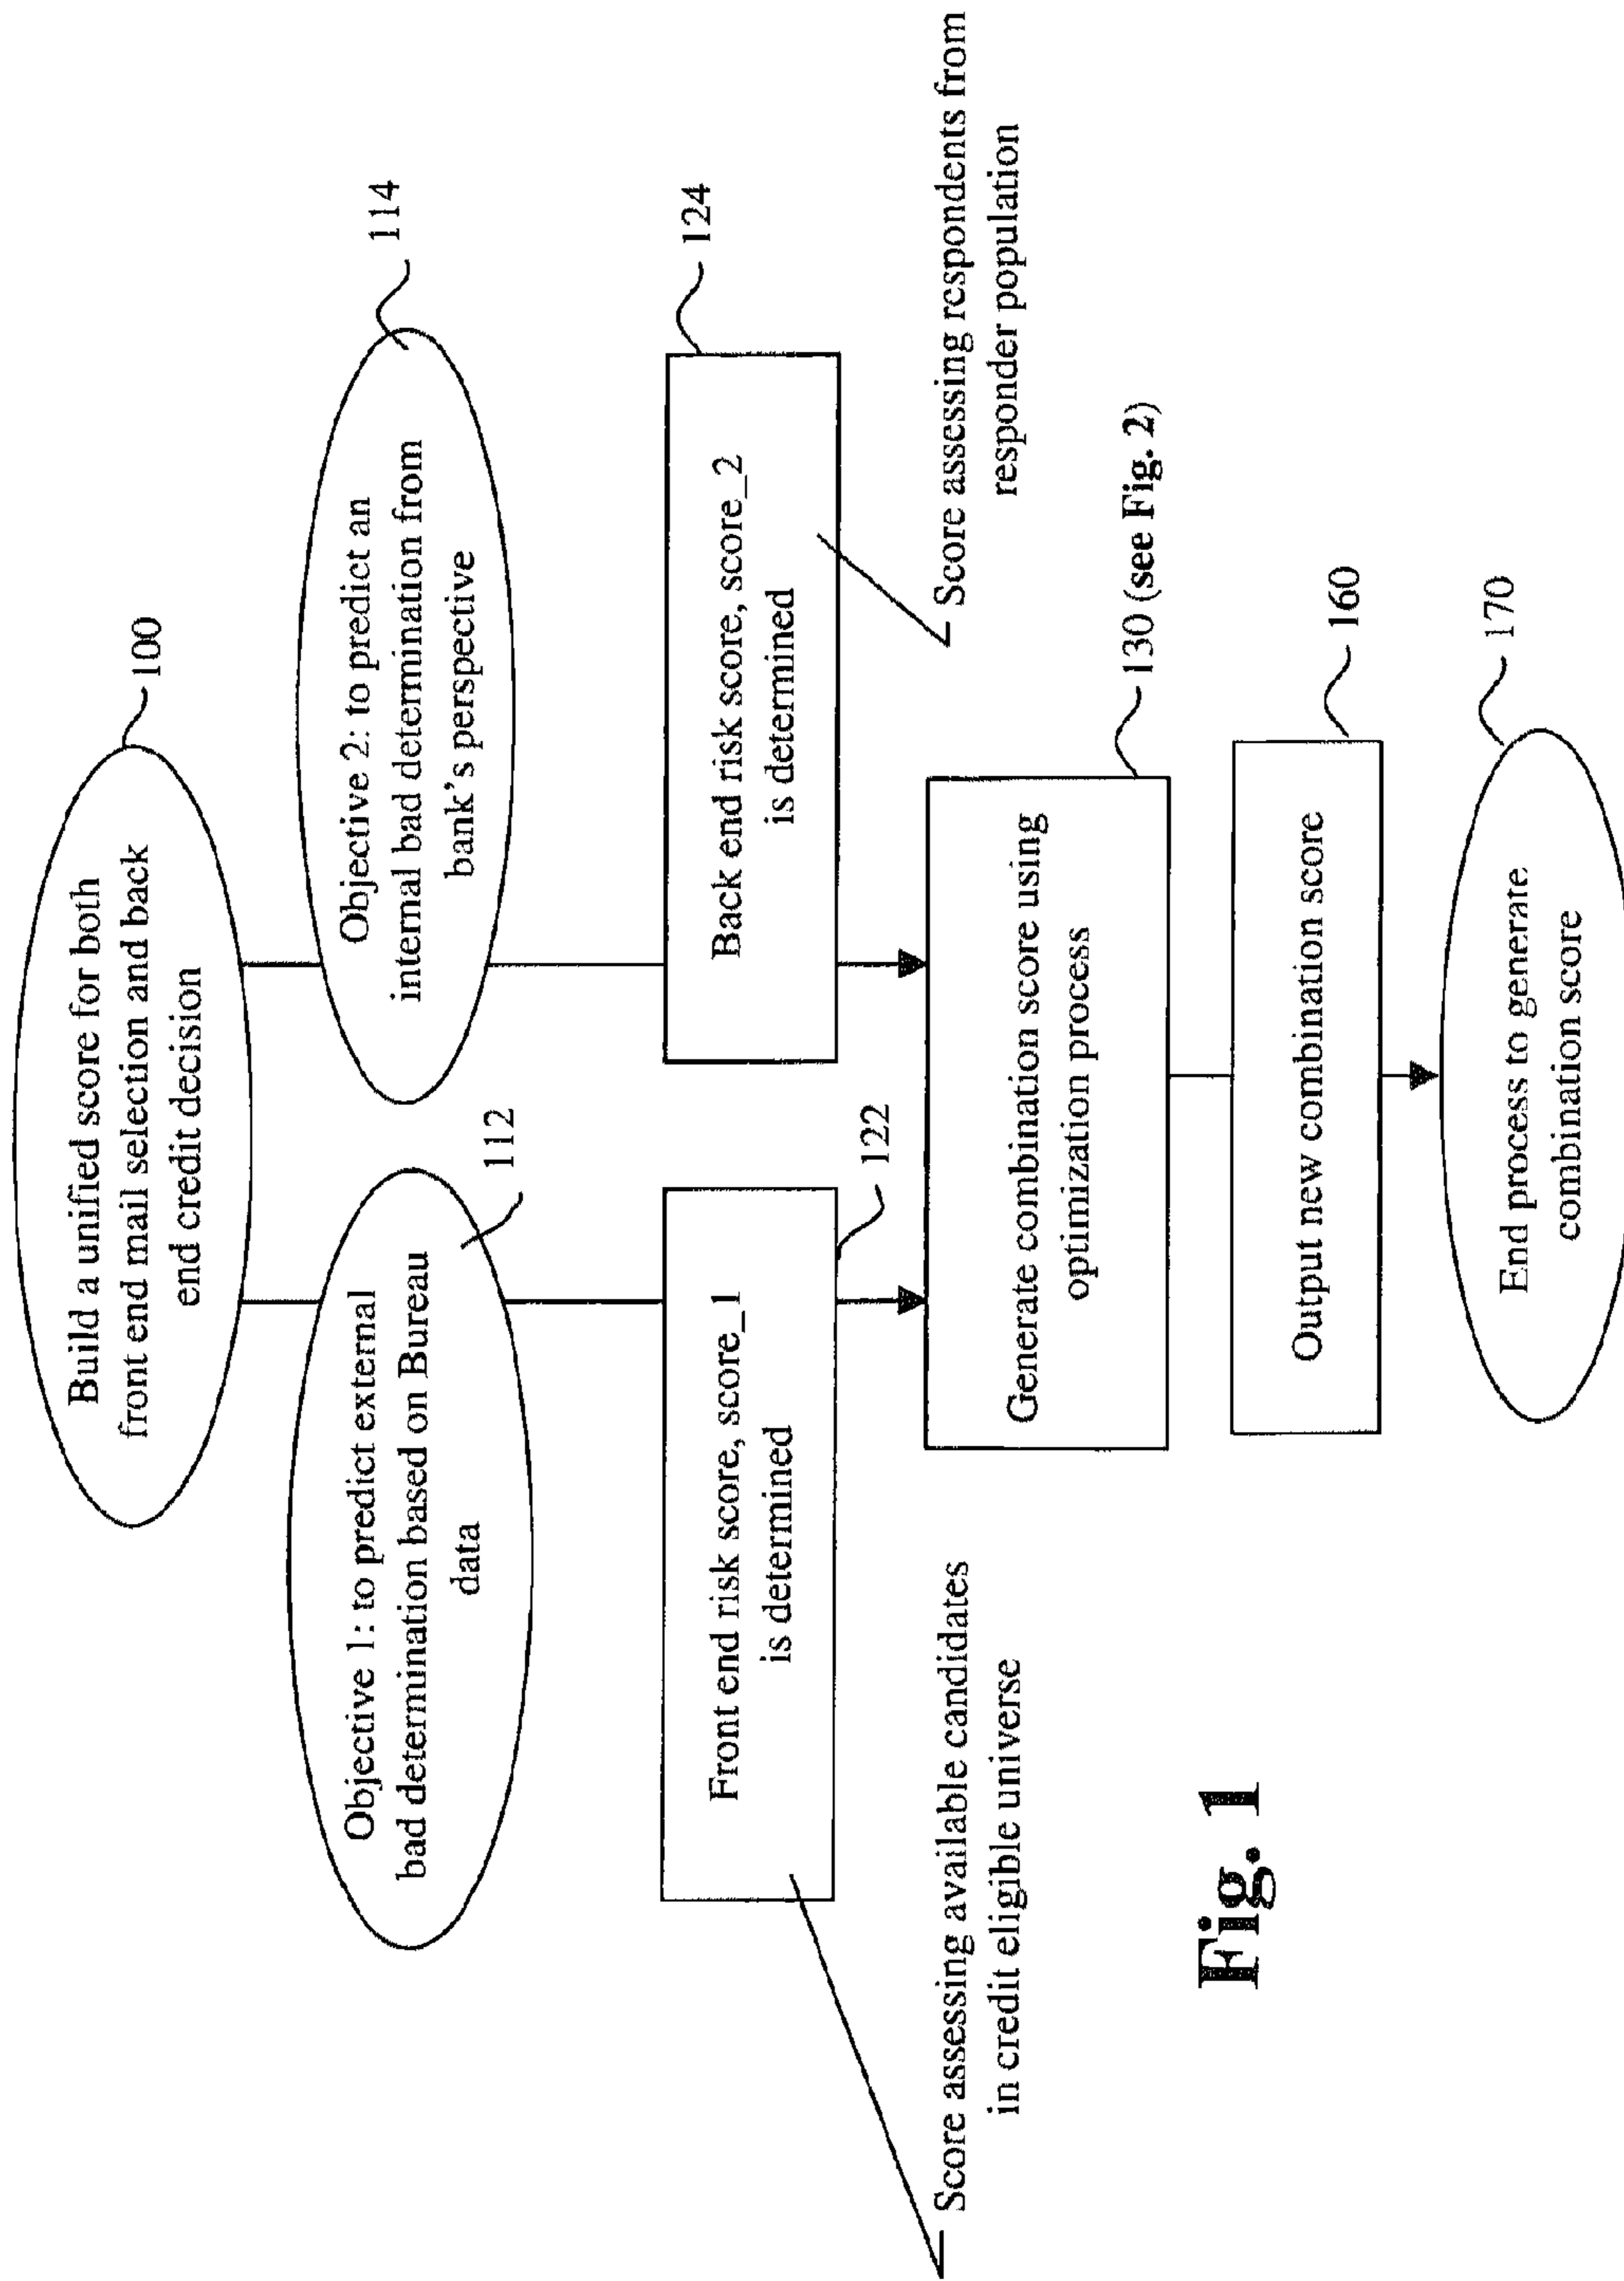 Build a unified score for both
front end mail selection and back
end credit decision
100
Objective 1: to predict external
bad determination based on Bureau
data
112
Objective 2: to predict an
internal bad determination from
bank's perspective
114
Front end risk score, score_1
is determined
122
Back end risk score, score_2
is determined
124
Score assessing available candidates
in credit eligible universe
Score assessing respondents from
responder population
Generate combination score using
optimization process
130 (see Fig. 2)
Output new combination score
160
End process to generate
combination score
170
Fig. 1